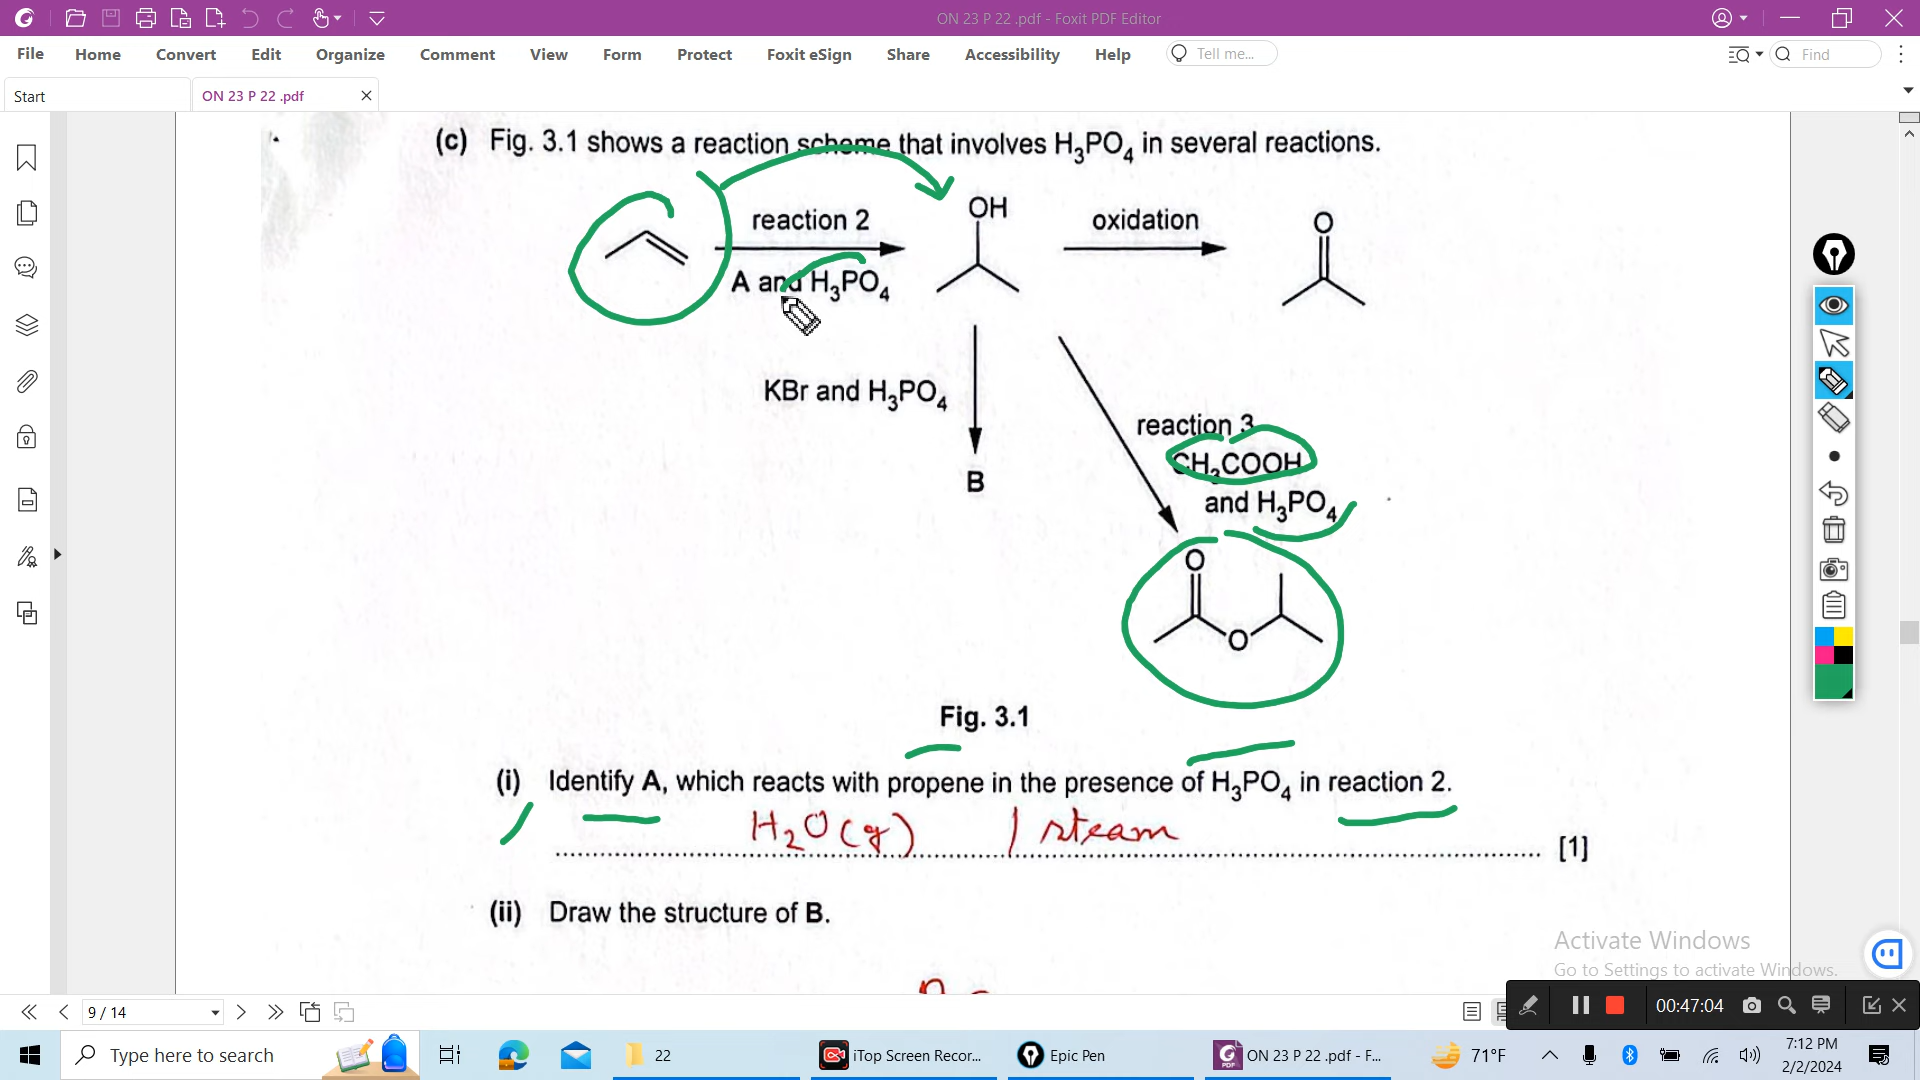 ON 23 P 22 .pdf - Foxit PDF Editor
File Home Convert Edit Organize Comment View Form Protect Foxit eSign Share Accessibility Help Tell me... Find
Start ON 23 P 22 .pdf
(c) Fig. 3.1 shows a reaction scheme that involves H₃PO₄ in several reactions.
reaction 2
A and H₃PO₄
OH
oxidation
O
KBr and H₃PO₄
B
reaction 3
CH₃COOH
and H₃PO₄
O
O
Fig. 3.1
(i) Identify A, which reacts with propene in the presence of H₃PO₄ in reaction 2.
H₂O(g) / steam
[1]
(ii) Draw the structure of B.
Activate Windows
Go to Settings to activate Windows.
9 / 14
00:47:04
Type here to search
22
iTop Screen Recor...
Epic Pen
ON 23 P 22 .pdf - F...
71°F
7:12 PM
2/2/2024